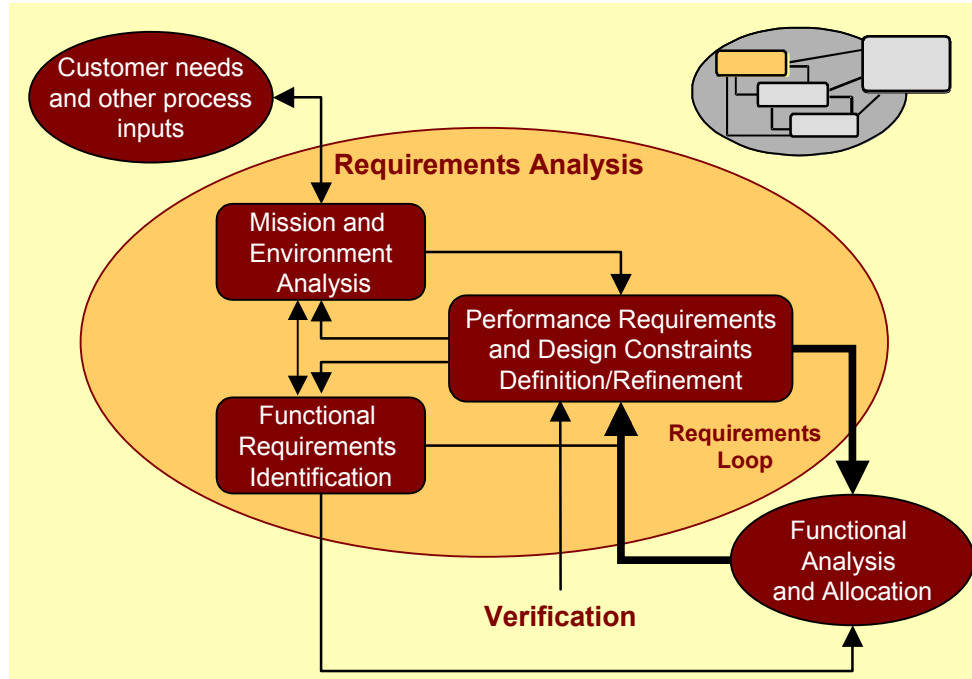 Customer needs
and other process
inputs
Requirements Analysis
Mission and
Environment
Analysis
Performance Requirements
and Design Constraints
Definition/Refinement
Functional
Requirements
Identification
Requirements
Loop
Functional
Analysis
and Allocation
Verification